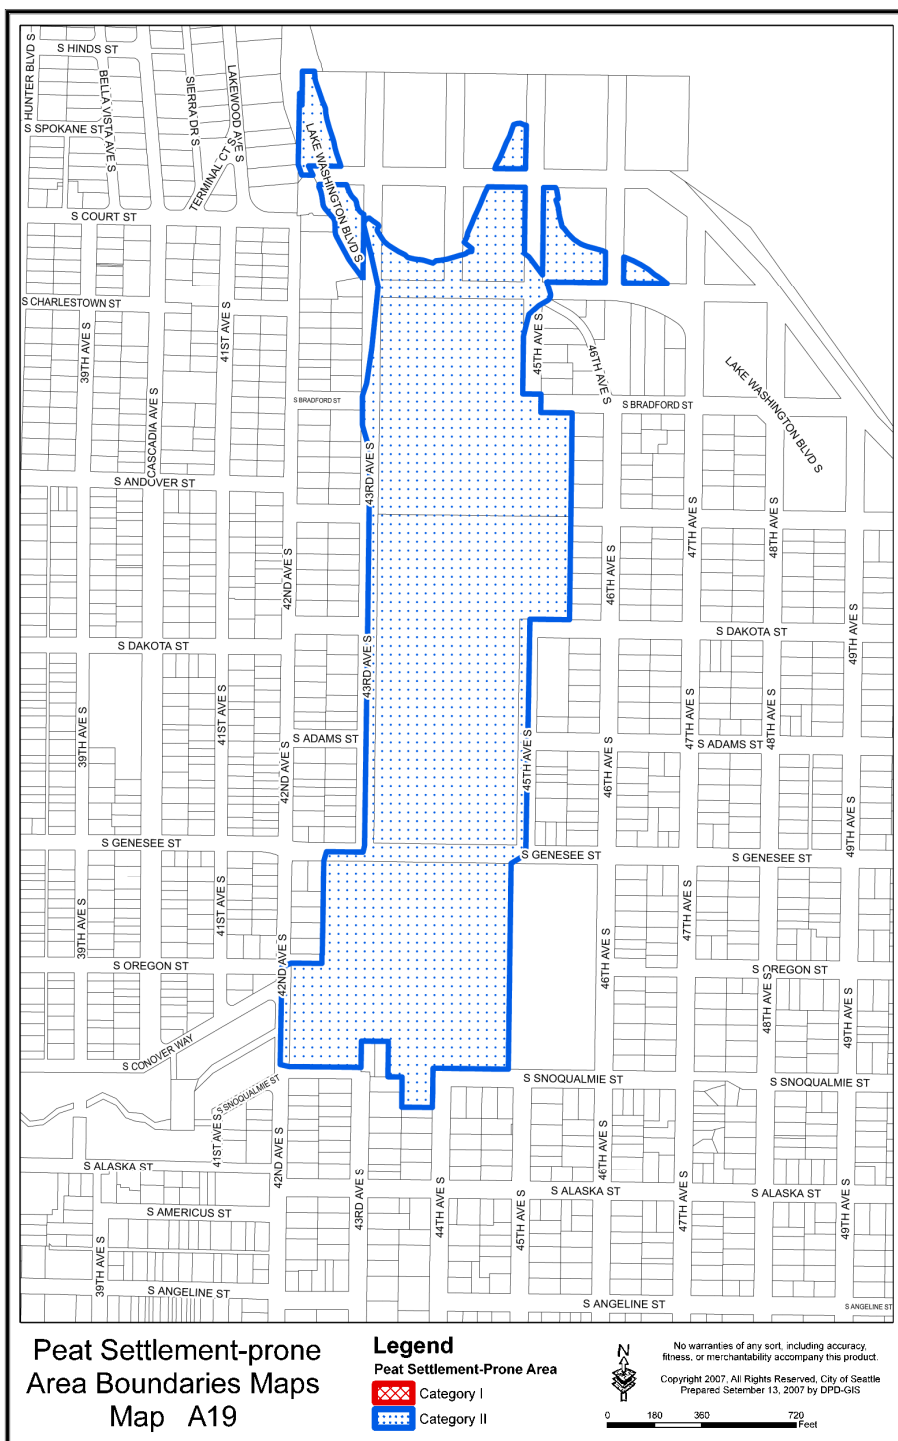 S HINDS ST
HUNTER BLVD S
BELLA VISTA AVE S
SIERRA DR S
LAKEWOOD AVE S
S SPOKANE ST
TERMINAL CT S
LAKE WASHINGTON BLVD S
S COURT ST
S CHARLESTOWN ST
39TH AVE S
41ST AVE S
45TH AVE S
46TH AVE S
LAKE WASHINGTON BLVD S
CASCADIA AVE S
S BRADFORD ST
S BRADFORD ST
S ANDOVER ST
43RD AVE S
47TH AVE S
48TH AVE S
42ND AVE S
46TH AVE S
S DAKOTA ST
S DAKOTA ST
49TH AVE S
43RD AVE S
39TH AVE S
41ST AVE S
42ND AVE S
S ADAMS ST
45TH AVE S
46TH AVE S
47TH AVE S
S ADAMS ST
48TH AVE S
49TH AVE S
S GENESEE ST
S GENESEE ST
S GENESEE ST
39TH AVE S
41ST AVE S
42ND AVE S
46TH AVE S
47TH AVE S
S OREGON ST
S OREGON ST
48TH AVE S
49TH AVE S
S CONOVER WAY
S SNOQUALMIE ST
S SNOQUALMIE ST
S SNOQUALMIE ST
41ST AVE S
42ND AVE S
46TH AVE S
S ALASKA ST
S ALASKA ST
S ALASKA ST
43RD AVE S
44TH AVE S
45TH AVE S
47TH AVE S
49TH AVE S
S AMERICUS ST
39TH AVE S
S ANGELINE ST
S ANGELINE ST
S ANGELINE ST
Peat Settlement-prone
Area Boundaries Maps
Map A19
Legend
Peat Settlement-Prone Area
Category I
Category II
N
No warranties of any sort, including accuracy,
fitness, or merchantability accompany this product.
Copyright 2007, All Rights Reserved, City of Seattle
Prepared Setember 13, 2007 by DPD-GIS
0 180 360 720
Feet